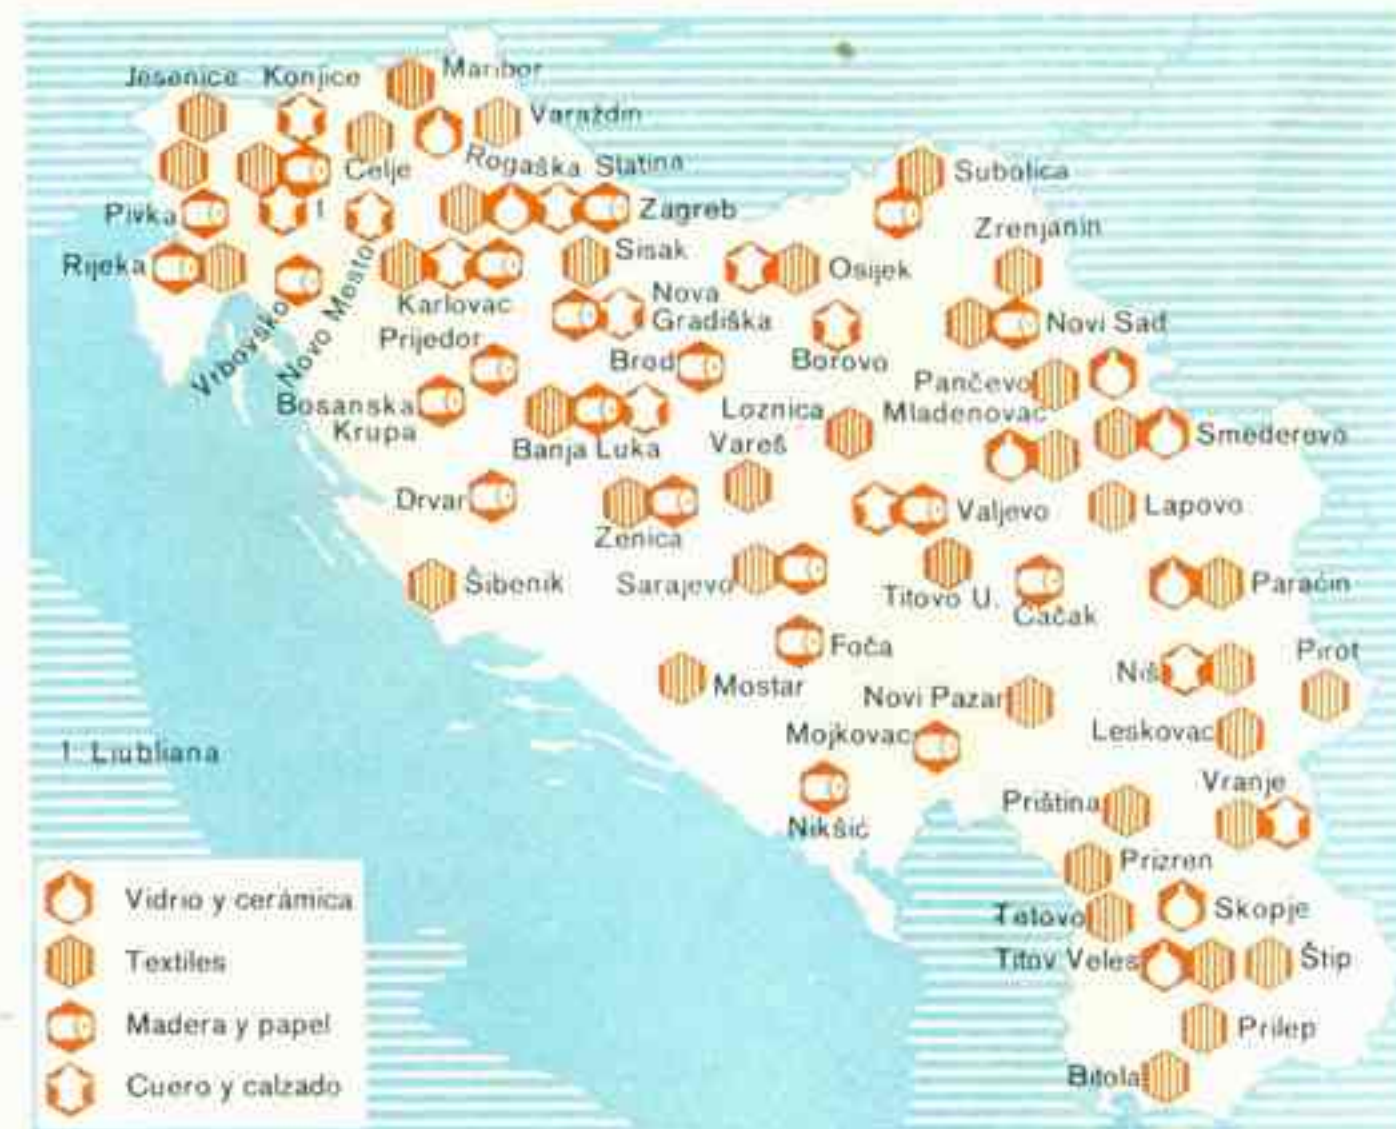 Jesenice
Konjice
Maribor
Varaždin
Celje
Rogaška Slatina
Subotica
Pivka
1
Zagreb
Zrenjanin
Rijeka
Sisak
Osijek
Karlovac
Nova
Gradiška
Novi Sad
Vrbovsko
Novo Mesto
Prijedor
Brod
Borovo
Pančevo
Bosanska
Krupa
Banja Luka
Loznica
Mladenovac
Smederevo
Vareš
Drvar
Zenica
Valjevo
Lapovo
Šibenik
Sarajevo
Titovo U.
Čačak
Paraćin
Foča
Mostar
Novi Pazar
Niš
Pirot
Mojkovac
Leskovac
1. Liubliana
Nikšić
Priština
Vranje
Prizren
Tetovo
Skopje
Titov Veles
Štip
Prilep
Bitola
Vidrio y cerámica
Textiles
Madera y papel
Cuero y calzado